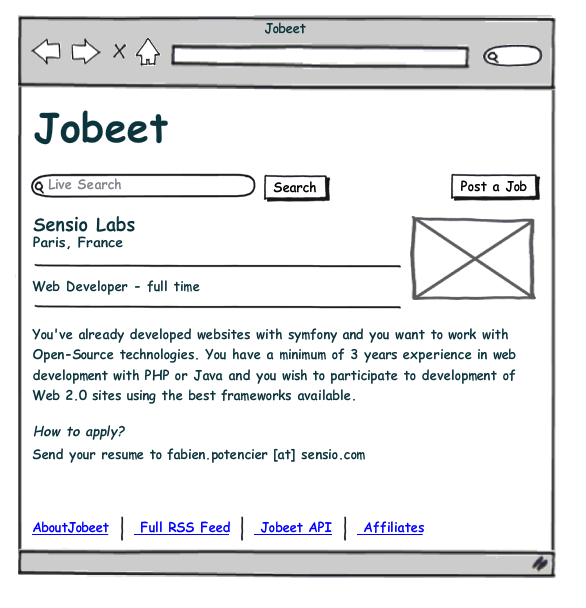 Jobeet
Jobeet
Live Search
Search
Post a Job
Sensio Labs
Paris, France
Web Developer - full time
You've already developed websites with symfony and you want to work with
Open-Source technologies. You have a minimum of 3 years experience in web
development with PHP or Java and you wish to participate to development of
Web 2.0 sites using the best frameworks available.
How to apply?
Send your resume to fabien.potencier [at] sensio.com
AboutJobeet | Full RSS Feed | Jobeet API | Affiliates